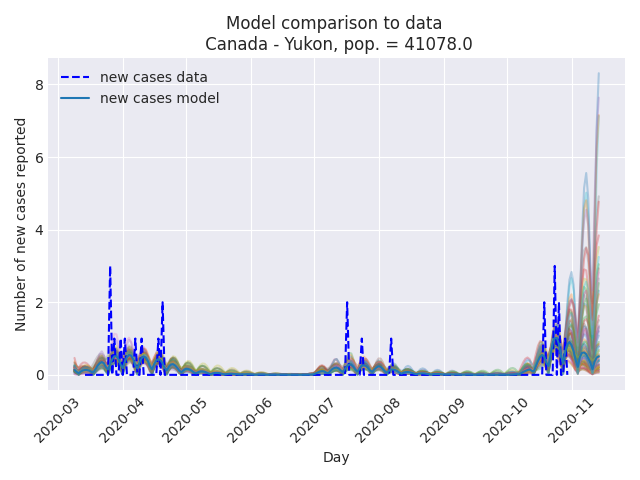 Model comparison to data
Canada - Yukon, pop. = 41078.0
new cases data
new cases model
Number of new cases reported
8
6
4
2
0
2020-03
2020-04
2020-05
2020-06
2020-07
2020-08
2020-09
2020-10
2020-11
Day